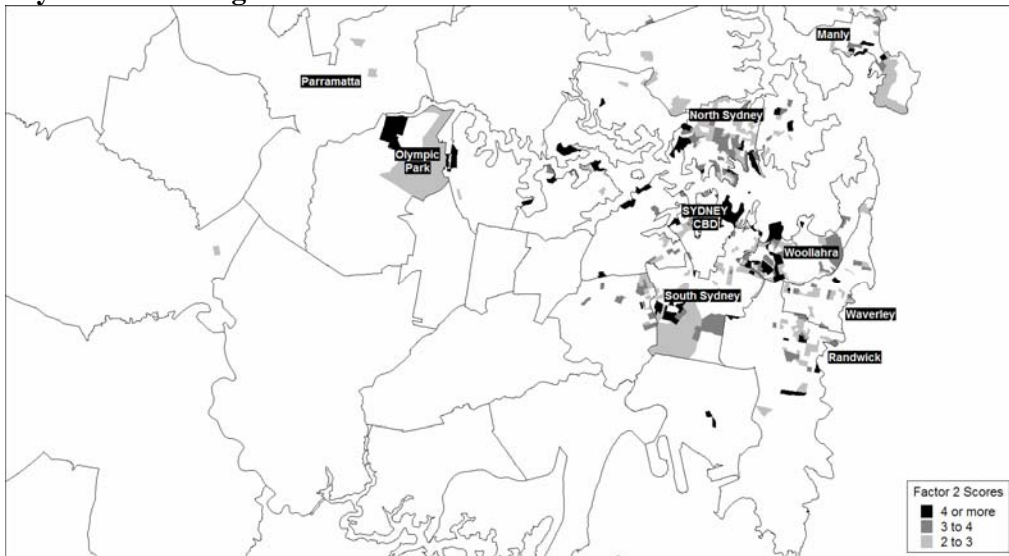 Manly
Parramatta
North Sydney
Olympic
Park
SYDNEY
CBD
Woollahra
South Sydney
Waverley
Randwick
Factor 2 Scores
4 or more
3 to 4
2 to 3